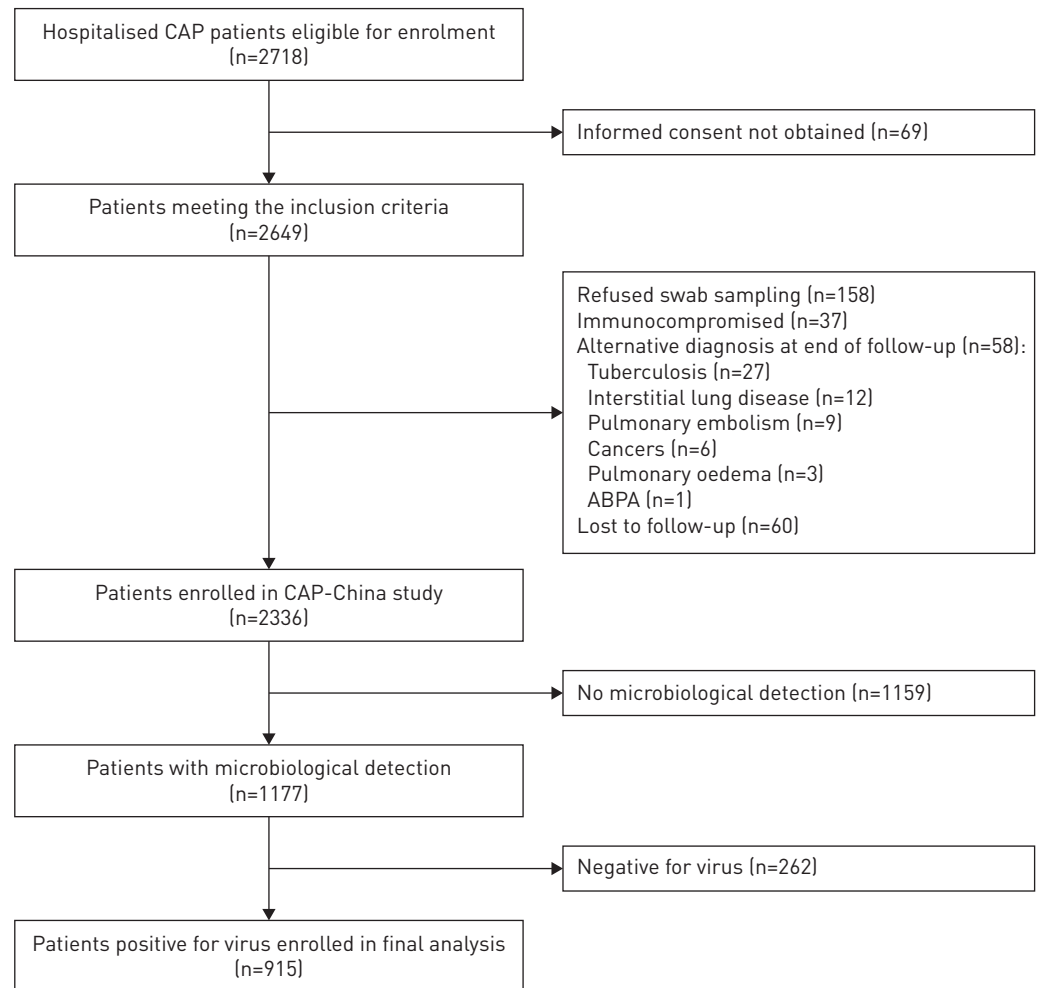 Hospitalised CAP patients eligible for enrolment
(n=2718)
Informed consent not obtained (n=69)
Patients meeting the inclusion criteria
(n=2649)
Refused swab sampling (n=158)
Immunocompromised (n=37)
Alternative diagnosis at end of follow-up (n=58):
Tuberculosis (n=27)
Interstitial lung disease (n=12)
Pulmonary embolism (n=9)
Cancers (n=6)
Pulmonary oedema (n=3)
ABPA (n=1)
Lost to follow-up (n=60)
Patients enrolled in CAP-China study
(n=2336)
No microbiological detection (n=1159)
Patients with microbiological detection
(n=1177)
Negative for virus (n=262)
Patients positive for virus enrolled in final analysis
(n=915)